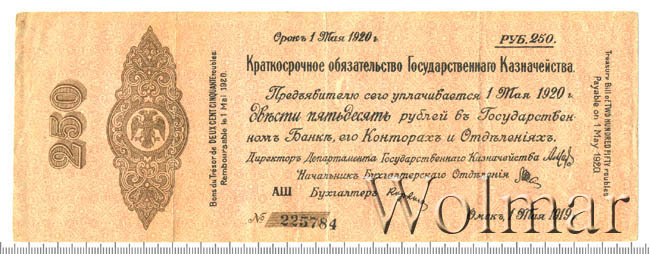 Срокъ 1 Мая 1920 г.
РУБ. 250.
Краткосрочное обязательство Государственнаго Казначейства.
Предъявителю сего уплачивается 1 Мая 1920 г.
двѣсти пятьдесятъ рублей въ Государствен-
номъ Банкѣ, его Конторахъ и Отдѣленіяхъ.
Директоръ Департамента Государственнаго Казначейства
Начальникъ Бухгалтерскаго Отдѣленія
АШ Бухгалтеръ
№ 225784
Омскъ, 1 Мая 1919
250
Bons du Trésor de DEUX CENT CINQUANTE roubles
Remboursable le 1 Mai 1920.
Treasury Bill of TWO HUNDRED FIFTY roubles
Payable on 1 May 1920.
Wolmar